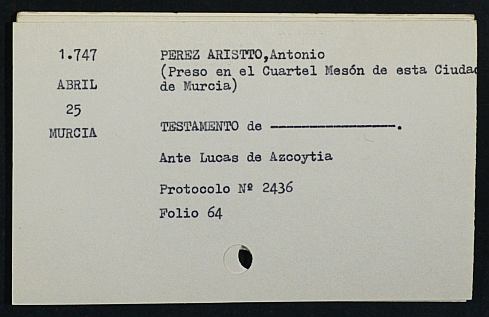 1.747
ABRIL
25
MURCIA
PEREZ ARISTTO,Antonio
(Preso en el Cuartel Mesón de esta Ciudad
de Murcia)
TESTAMENTO de -----------------.
Ante Lucas de Azcoytia
Protocolo Nº 2436
Folio 64